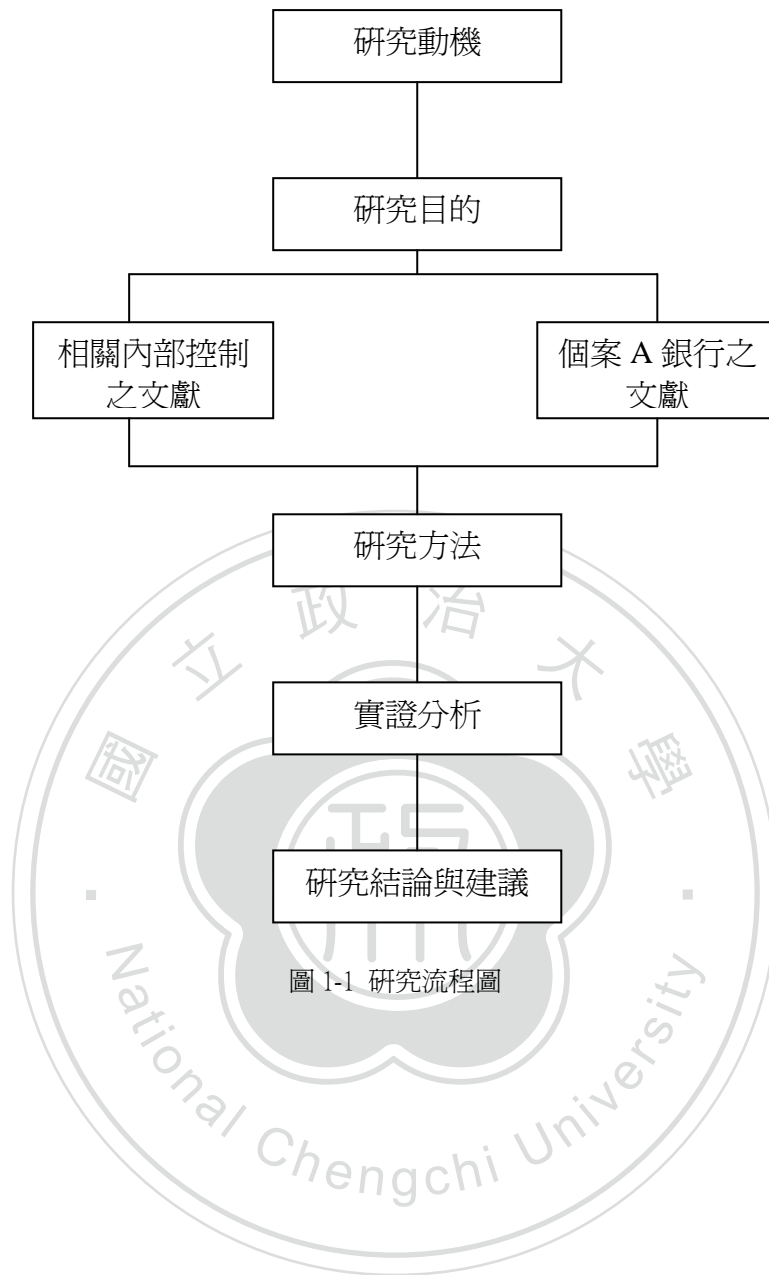 研究動機
研究目的
相關內部控制
之文獻
個案 A 銀行之
文獻
研究方法
實證分析
研究結論與建議
圖 1-1 研究流程圖
國立政治大學
National Chengchi University